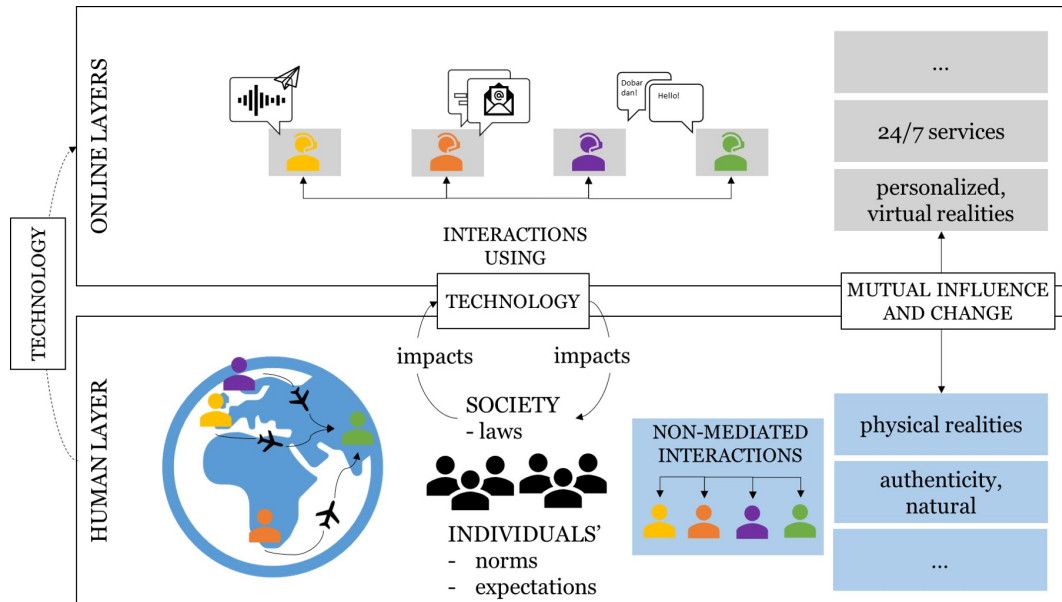 TECHNOLOGY
ONLINE LAYERS
@
Dobar
dan!
Hello!
...
24/7 services
personalized,
virtual realities
INTERACTIONS
USING
TECHNOLOGY
MUTUAL INFLUENCE
AND CHANGE
HUMAN LAYER
impacts
impacts
SOCIETY
- laws
INDIVIDUALS'
- norms
- expectations
NON-MEDIATED
INTERACTIONS
physical realities
authenticity,
natural
...